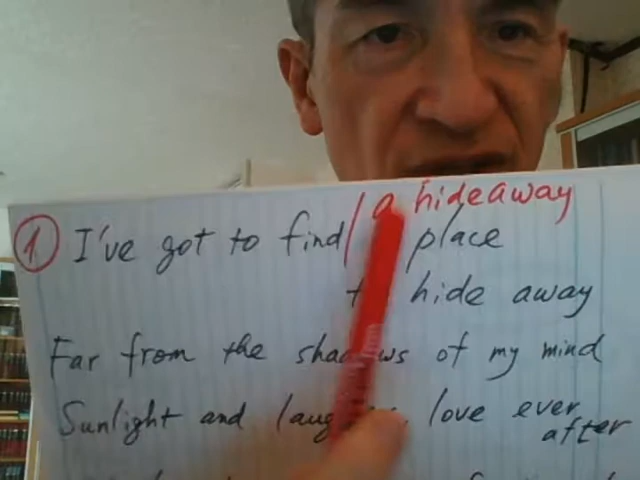 a hideaway
1 I've got to find place
hide away
Far from the shadows of my mind
Sunlight and love ever
after